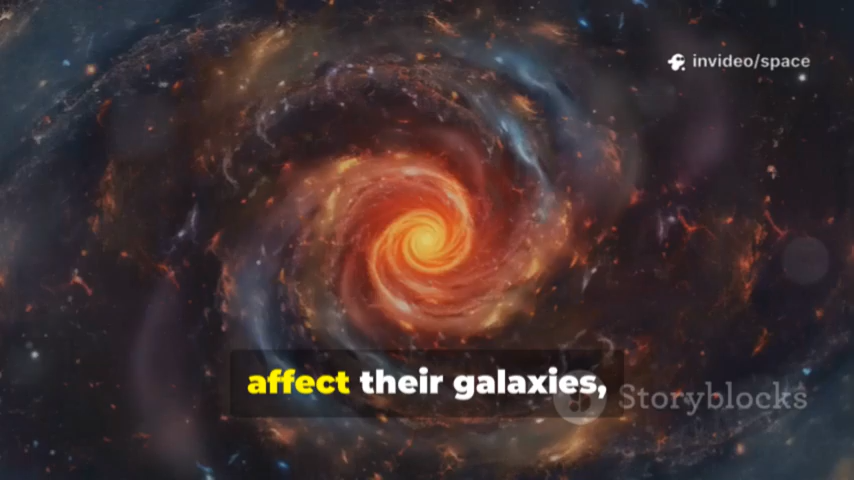 invideo/space
affect their galaxies,
Storyblocks